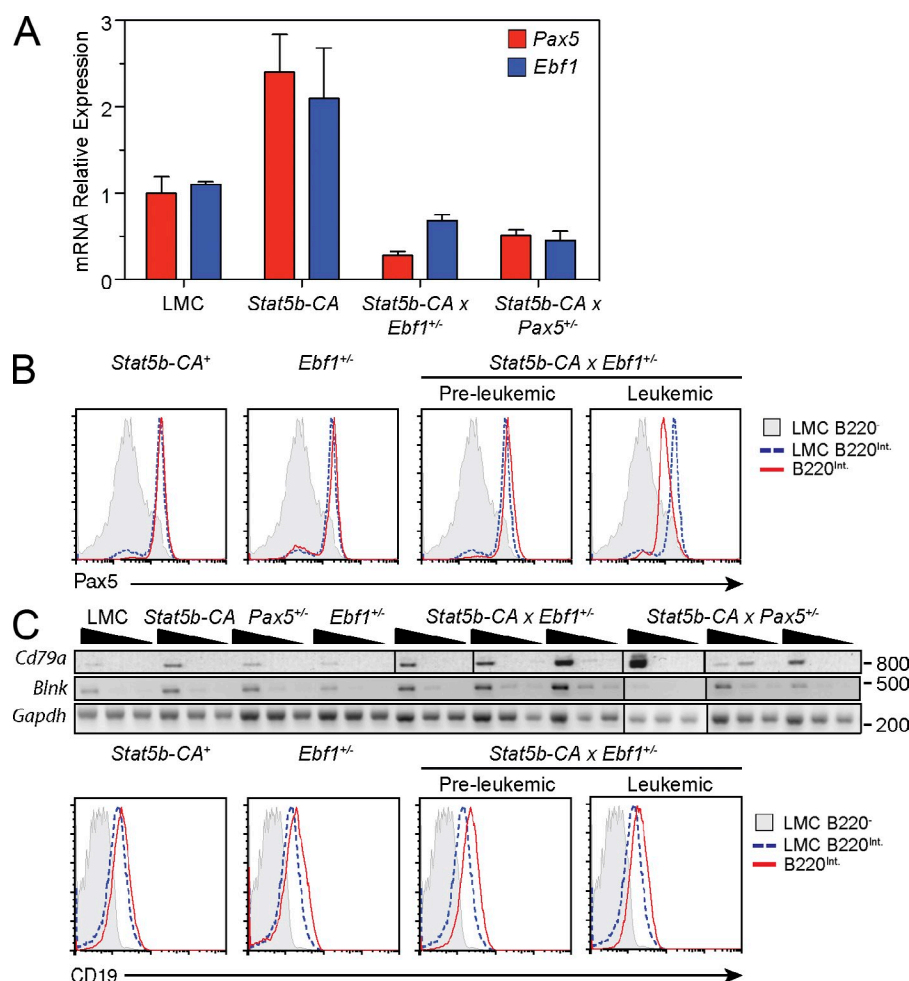 A
mRNA Relative Expression
3
2
1
0
Pax5
Ebf1
LMC
Stat5b-CA
Stat5b-CA x
Ebf1+/-
Stat5b-CA x
Pax5+/-
B
Stat5b-CA+
Ebf1+/-
Stat5b-CA x Ebf1+/-
Pre-leukemic
Leukemic
LMC B220-
LMC B220Int.
B220Int.
Pax5
C
LMC
Stat5b-CA
Pax5+/-
Ebf1+/-
Stat5b-CA x Ebf1+/-
Stat5b-CA x Pax5+/-
Cd79a
- 800
Blnk
- 500
Gapdh
- 200
Stat5b-CA+
Ebf1+/-
Stat5b-CA x Ebf1+/-
Pre-leukemic
Leukemic
LMC B220-
LMC B220Int.
B220Int.
CD19